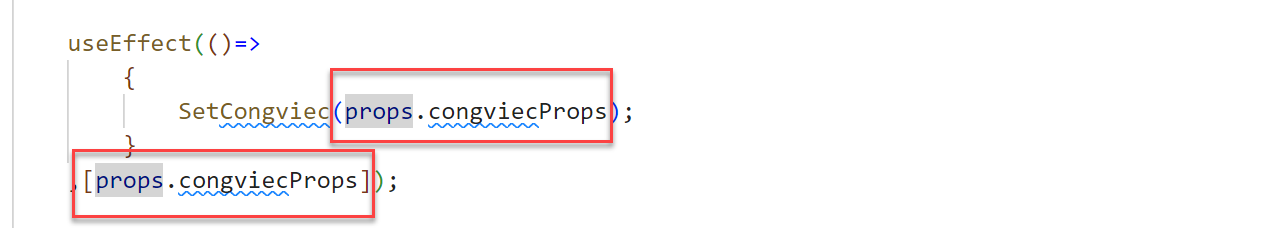 useEffect(()=>
{
SetCongviec(props.congviecProps);
}
,[props.congviecProps]);